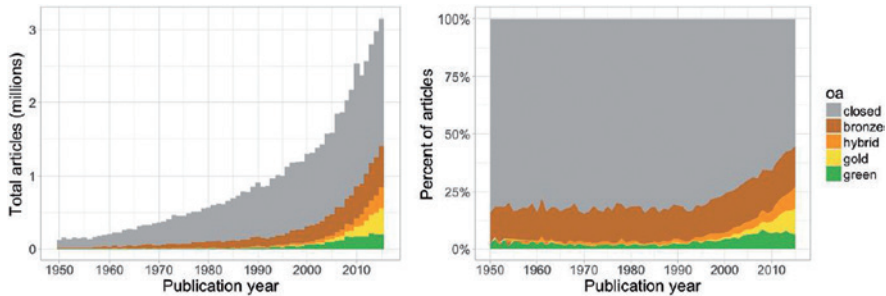 Total articles (millions)
3
2
1
0
1950 1960 1970 1980 1990 2000 2010
Publication year
Percent of articles
100%
75%
50%
25%
0%
1950 1960 1970 1980 1990 2000 2010
Publication year
oa
closed
bronze
hybrid
gold
green